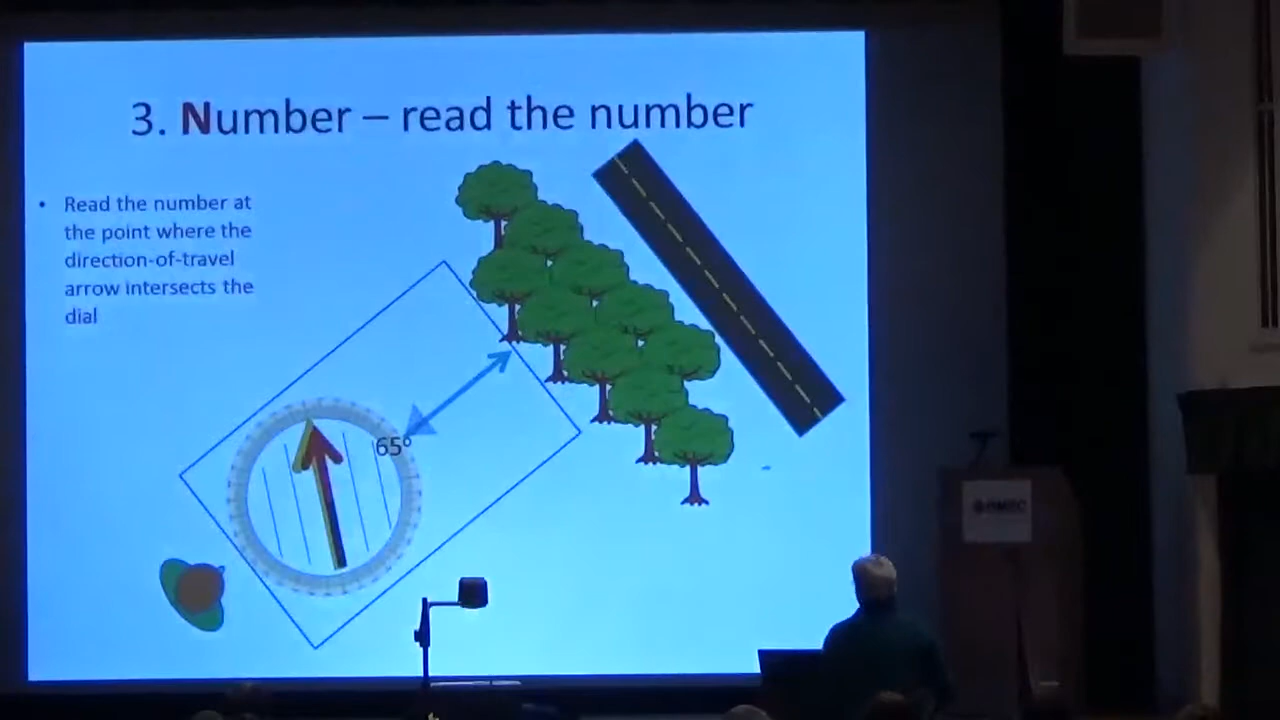 3. Number – read the number
• Read the number at
the point where the
direction-of-travel
arrow intersects the
dial
65°